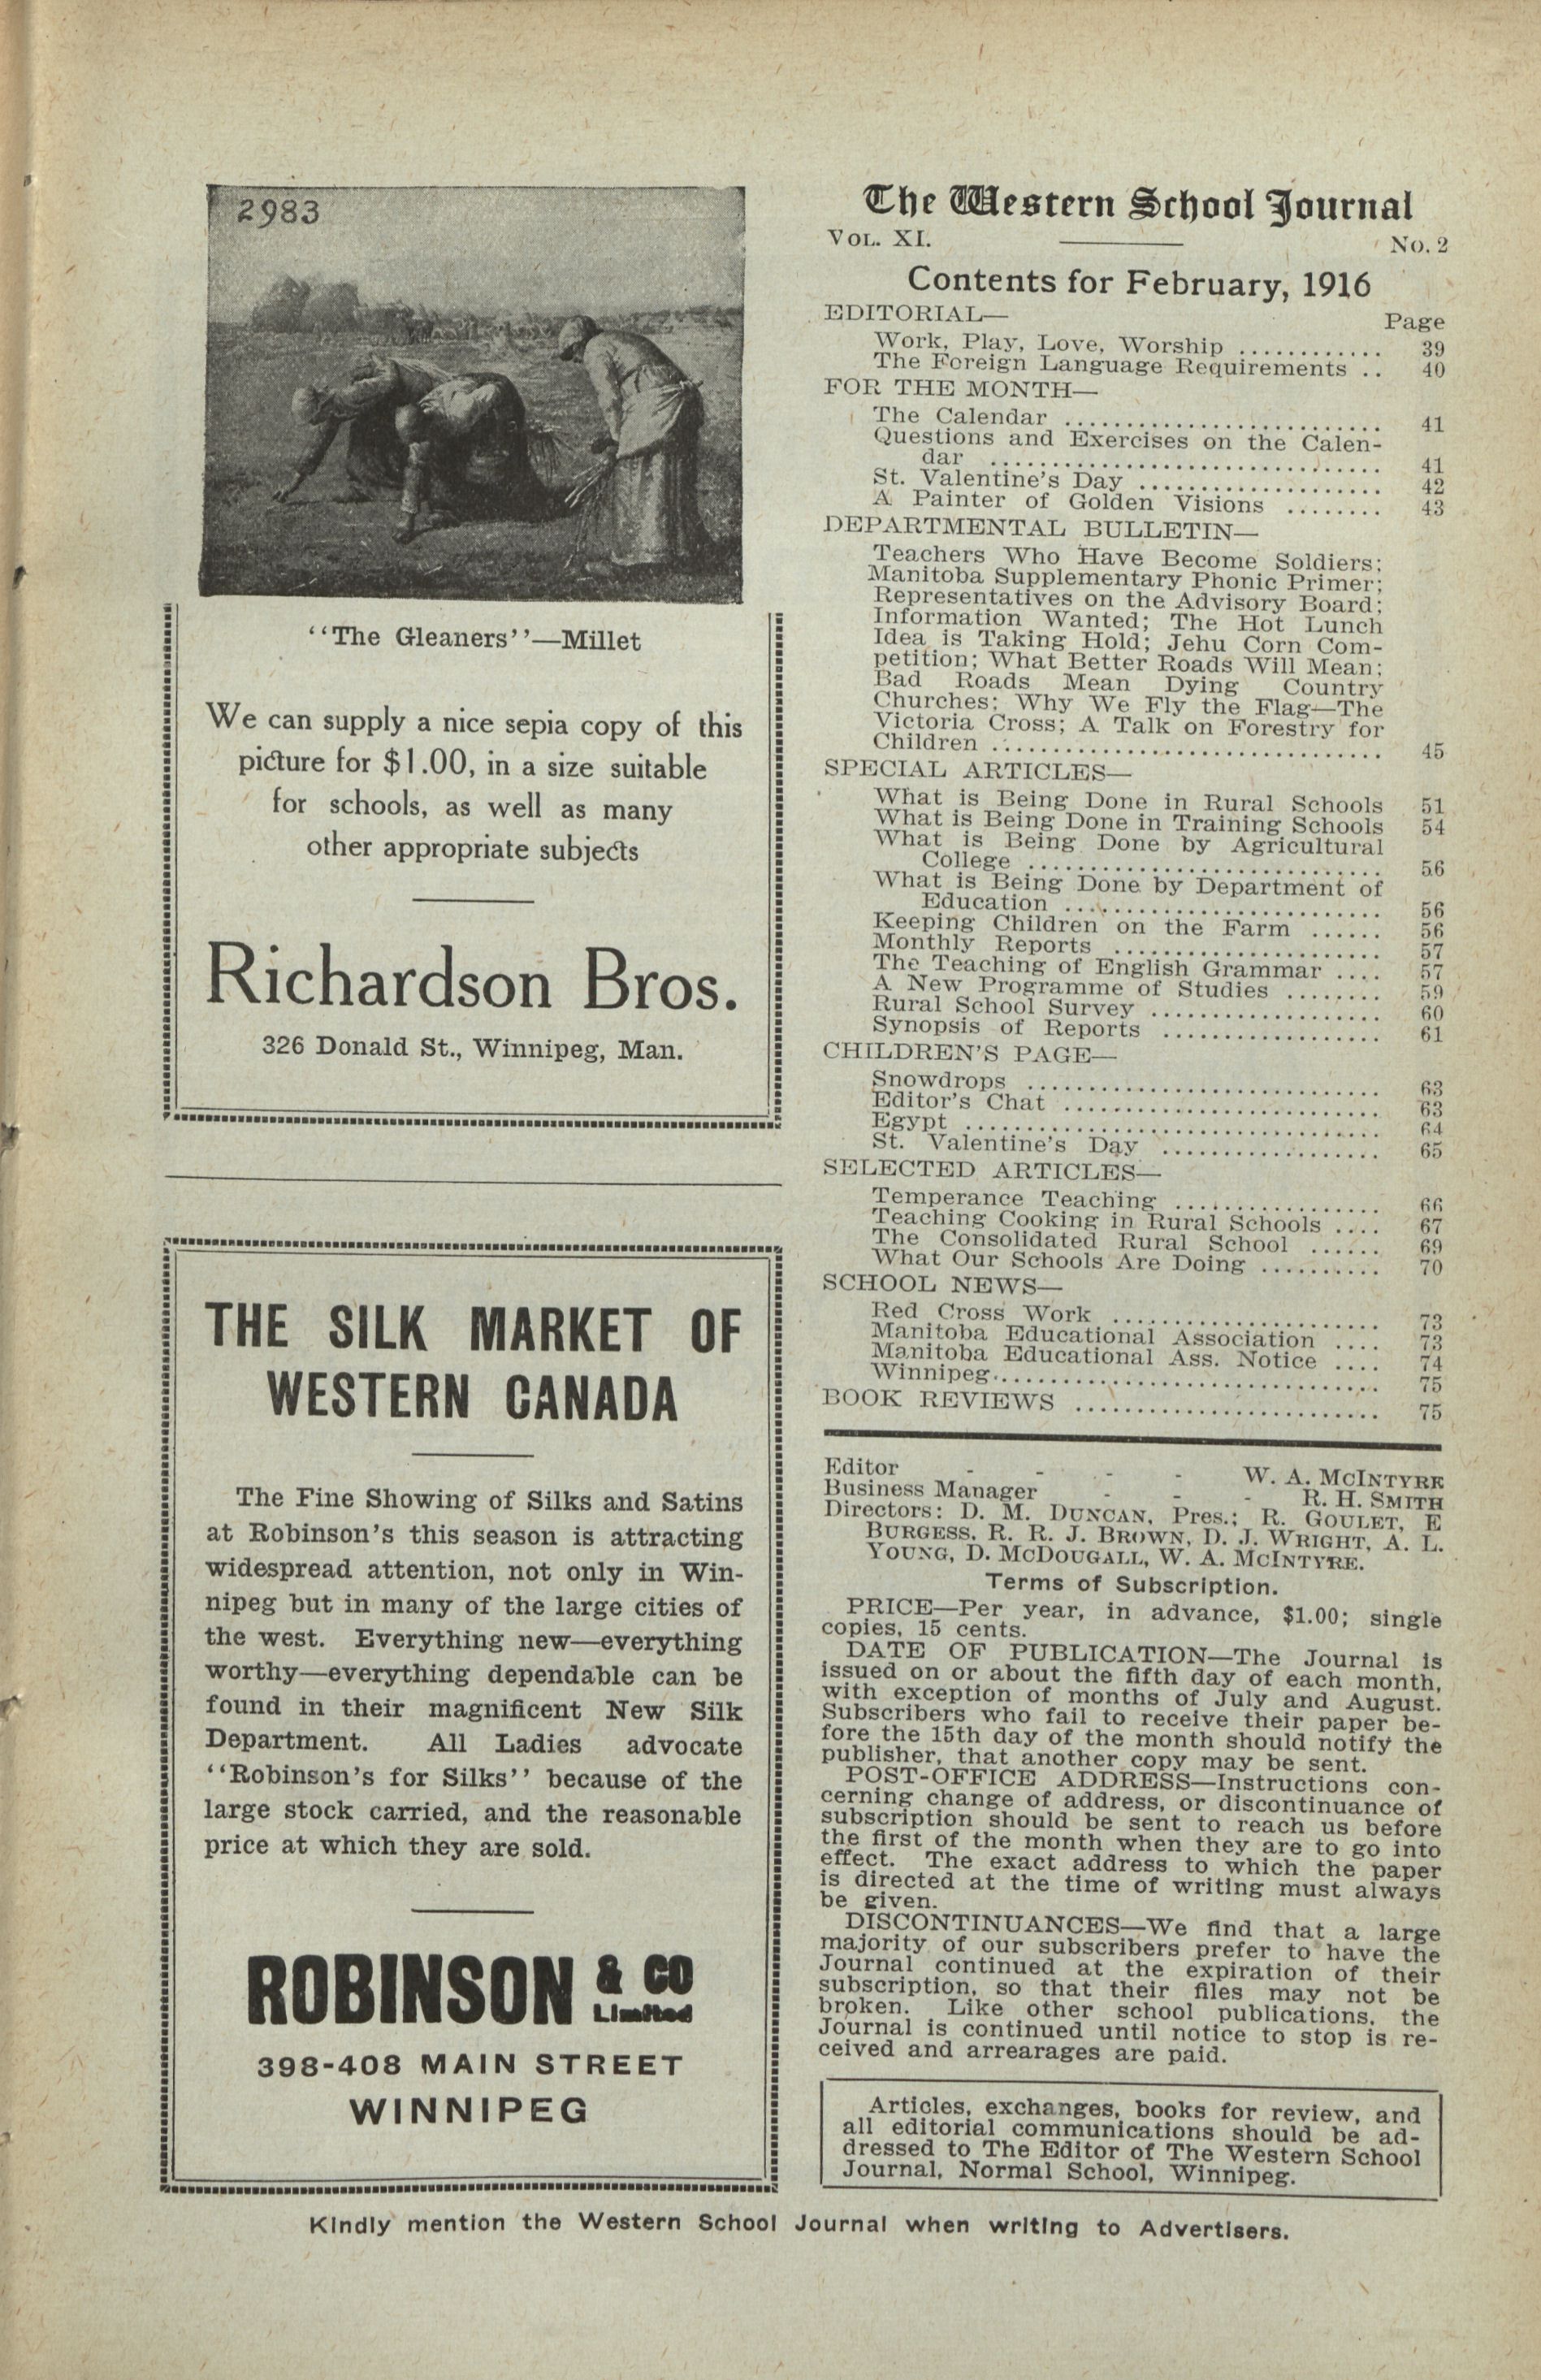 2983
"The Gleaners"—Millet
We can supply a nice sepia copy of this
picture for $1.00, in a size suitable
for schools, as well as many
other appropriate subjects
Richardson Bros.
326 Donald St., Winnipeg, Man.
THE SILK MARKET OF
WESTERN CANADA
The Fine Showing of Silks and Satins
at Robinson's this season is attracting
widespread attention, not only in Win-
nipeg but in many of the large cities of
the west. Everything new—everything
worthy—everything dependable can be
found in their magnificent New Silk
Department. All Ladies advocate
"Robinson's for Silks" because of the
large stock carried, and the reasonable
price at which they are sold.
ROBINSON & CO
Limited
398-408 MAIN STREET
WINNIPEG
The Western School Journal
VOL. XI. No. 2
Contents for February, 1916
EDITORIAL— Page
Work, Play, Love, Worship ............ 39
The Foreign Language Requirements .. 40
FOR THE MONTH—
The Calendar .......................... 41
Questions and Exercises on the Calen-
dar ................................ 41
St. Valentine's Day .................... 42
A Painter of Golden Visions ........ 43
DEPARTMENTAL BULLETIN—
Teachers Who Have Become Soldiers;
Manitoba Supplementary Phonic Primer;
Representatives on the Advisory Board;
Information Wanted; The Hot Lunch
Idea is Taking Hold; Jehu Corn Com-
petition; What Better Roads Will Mean;
Bad Roads Mean Dying Country
Churches; Why We Fly the Flag—The
Victoria Cross; A Talk on Forestry for
Children ................................ 45
SPECIAL ARTICLES—
What is Being Done in Rural Schools 51
What is Being Done in Training Schools 54
What is Being Done by Agricultural
College ............................. 56
What is Being Done by Department of
Education .......................... 56
Keeping Children on the Farm ...... 56
Monthly Reports ...................... 57
The Teaching of English Grammar .... 57
A New Programme of Studies ........ 59
Rural School Survey ................... 60
Synopsis of Reports .................. 61
CHILDREN'S PAGE—
Snowdrops ............................. 63
Editor's Chat .......................... 63
Egypt .................................. 64
St. Valentine's Day .................. 65
SELECTED ARTICLES—
Temperance Teaching ................. 66
Teaching Cooking in Rural Schools .... 67
The Consolidated Rural School ...... 69
What Our Schools Are Doing .......... 70
SCHOOL NEWS—
Red Cross Work ...................... 73
Manitoba Educational Association .... 73
Manitoba Educational Ass. Notice .... 74
Winnipeg................................ 75
BOOK REVIEWS ......................... 75
Editor - - - - W. A. MCINTYRE
Business Manager - - - R. H. SMITH
Directors: D. M. DUNCAN, Pres.; R. GOULET, E
BURGESS, R. R. J. BROWN, D. J. WRIGHT, A. L.
YOUNG, D. MCDOUGALL, W. A. MCINTYRE.
Terms of Subscription.
PRICE—Per year, in advance, $1.00; single
copies, 15 cents.
DATE OF PUBLICATION—The Journal is
issued on or about the fifth day of each month,
with exception of months of July and August.
Subscribers who fail to receive their paper be-
fore the 15th day of the month should notify the
publisher, that another copy may be sent.
POST-OFFICE ADDRESS—Instructions con-
cerning change of address, or discontinuance of
subscription should be sent to reach us before
the first of the month when they are to go into
effect. The exact address to which the paper
is directed at the time of writing must always
be given.
DISCONTINUANCES—We find that a large
majority of our subscribers prefer to have the
Journal continued at the expiration of their
subscription, so that their files may not be
broken. Like other school publications, the
Journal is continued until notice to stop is re-
ceived and arrearages are paid.
Articles, exchanges, books for review, and
all editorial communications should be ad-
dressed to The Editor of The Western School
Journal, Normal School, Winnipeg.
Kindly mention the Western School Journal when writing to Advertisers.